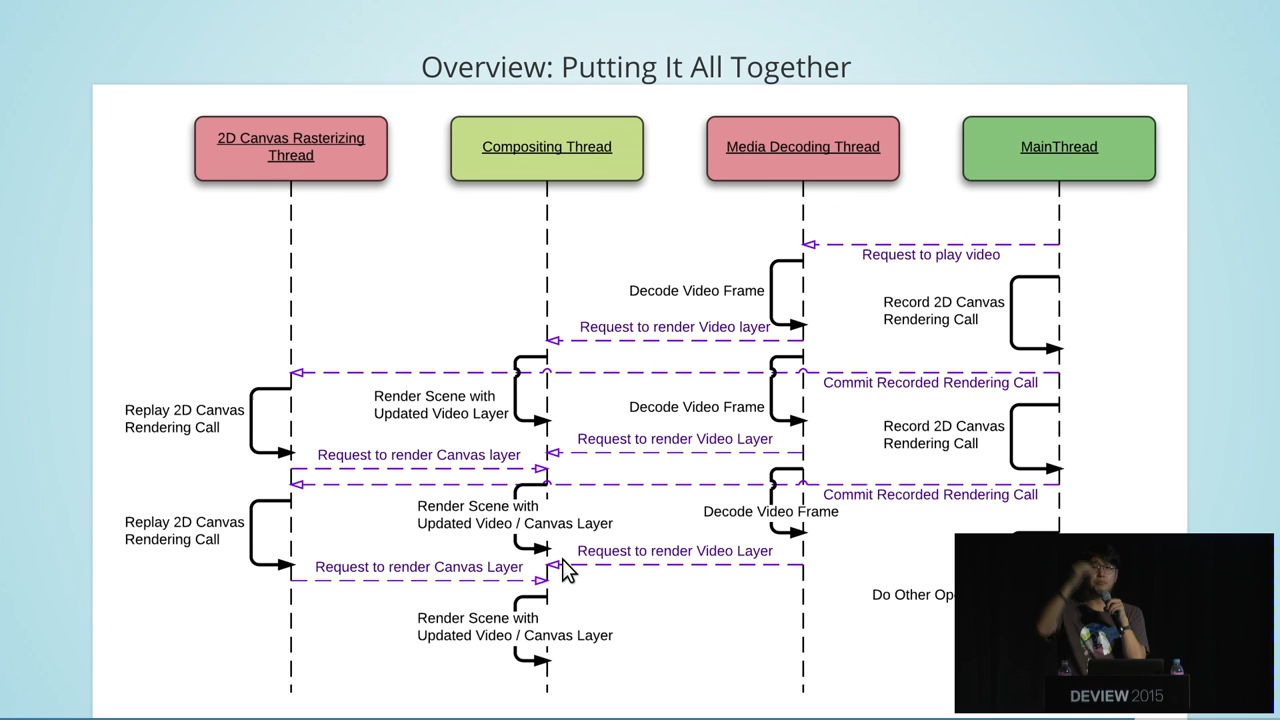 Overview: Putting It All Together
2D Canvas Rasterizing
Thread
Compositing Thread
Media Decoding Thread
MainThread
Request to play video
Decode Video Frame
Record 2D Canvas
Rendering Call
Request to render Video layer
Commit Recorded Rendering Call
Render Scene with
Updated Video Layer
Decode Video Frame
Replay 2D Canvas
Rendering Call
Record 2D Canvas
Rendering Call
Request to render Video Layer
Request to render Canvas layer
Commit Recorded Rendering Call
Render Scene with
Updated Video / Canvas Layer
Decode Video Frame
Replay 2D Canvas
Rendering Call
Request to render Video Layer
Request to render Canvas Layer
Do Other Op
Render Scene with
Updated Video / Canvas Layer
DEVIEW 2015